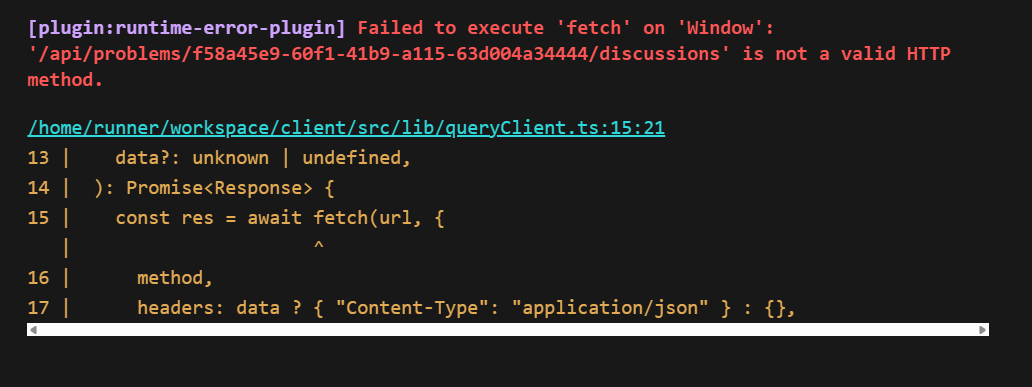 [plugin:runtime-error-plugin] Failed to execute 'fetch' on 'Window':
'/api/problems/f58a45e9-60f1-41b9-a115-63d004a34444/discussions' is not a valid HTTP
method.
/home/runner/workspace/client/src/lib/queryClient.ts:15:21
13 |    data?: unknown | undefined,
14 |  ): Promise<Response> {
15 |    const res = await fetch(url, {
   |                      ^
16 |      method,
17 |      headers: data ? { "Content-Type": "application/json" } : {},